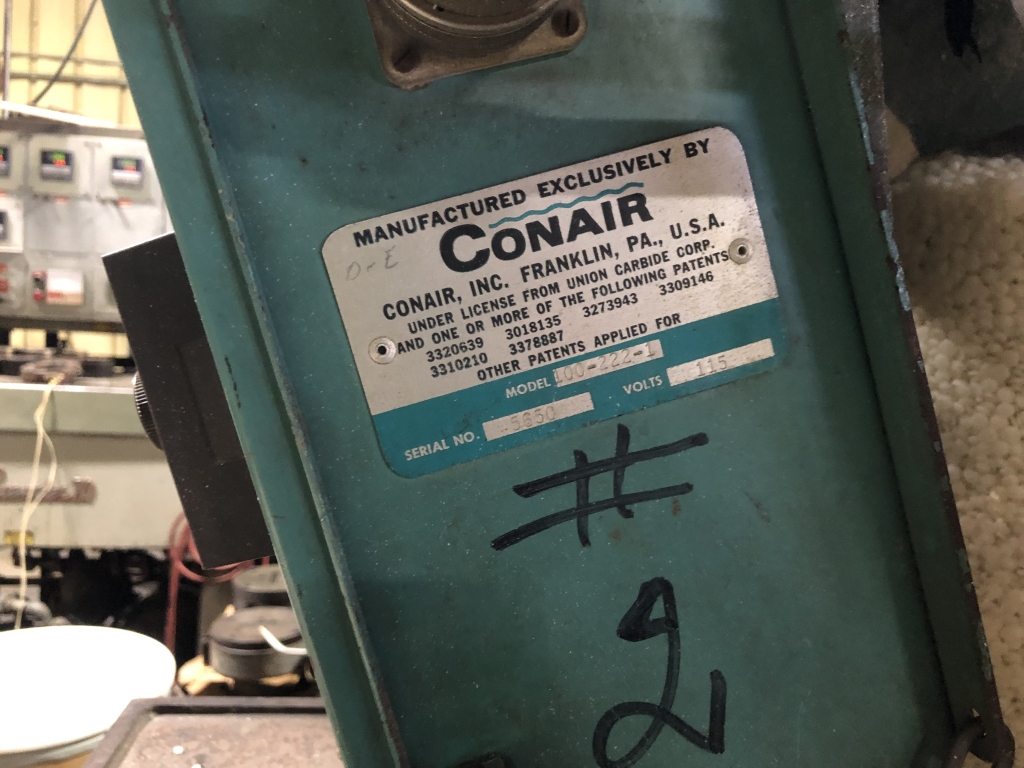 MANUFACTURED EXCLUSIVELY BY
CONAIR
O-E
CONAIR, INC. FRANKLIN, PA., U.S.A.
UNDER LICENSE FROM UNION CARBIDE CORP.
AND ONE OR MORE OF THE FOLLOWING PATENTS
3320639 3018135 3273943 3309146
3310210 3378887
OTHER PATENTS APPLIED FOR
MODEL 100-222-1
SERIAL NO. VOLTS 115
#
2